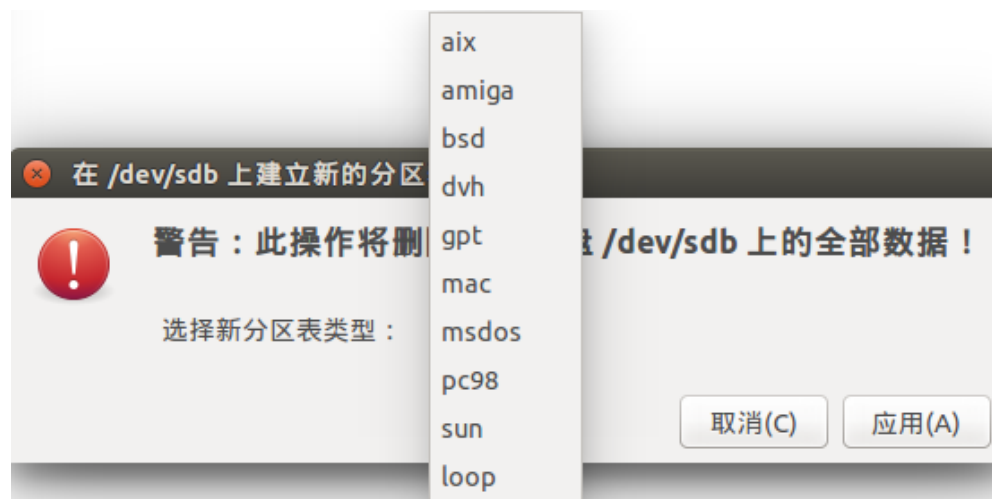 aix
amiga
bsd
在 /dev/sdb 上建立新的分区
dvh
警告：此操作将删
gpt
/dev/sdb 上的全部数据！
mac
选择新分区表类型：
msdos
pc98
取消(C)
应用(A)
sun
loop